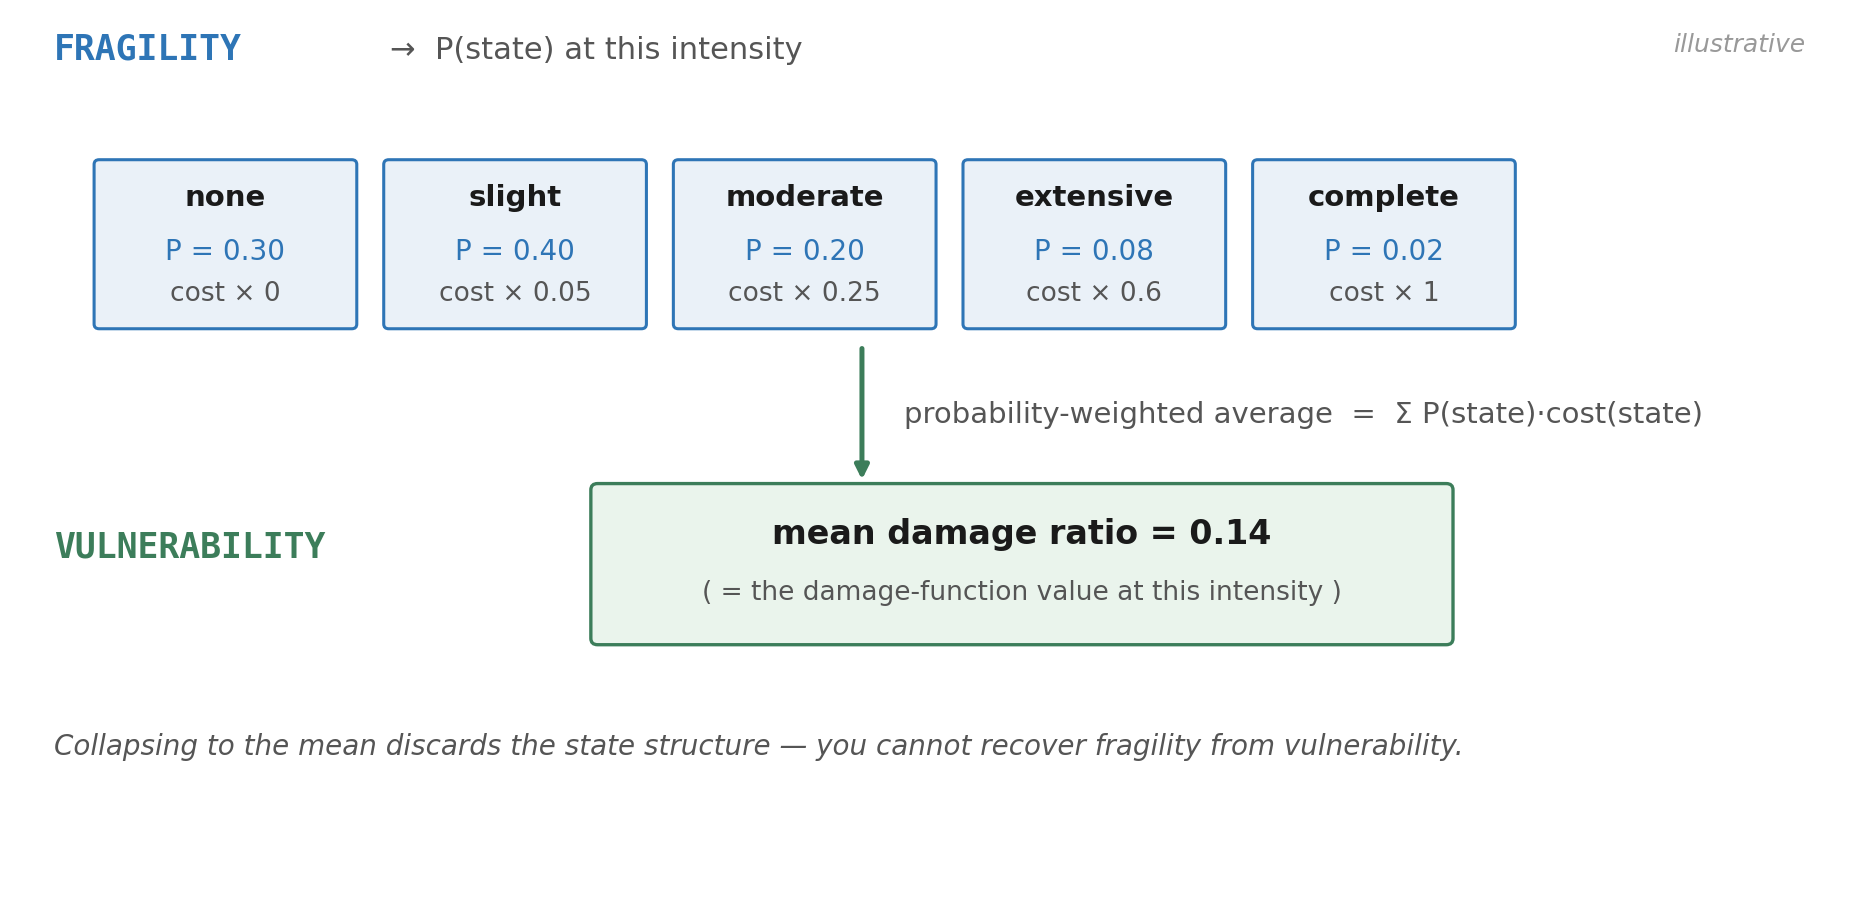 FRAGILITY → P(state) at this intensity
illustrative
none
P = 0.30
cost × 0
slight
P = 0.40
cost × 0.05
moderate
P = 0.20
cost × 0.25
extensive
P = 0.08
cost × 0.6
complete
P = 0.02
cost × 1
probability-weighted average = Σ P(state)·cost(state)
VULNERABILITY
mean damage ratio = 0.14
( = the damage-function value at this intensity )
Collapsing to the mean discards the state structure — you cannot recover fragility from vulnerability.